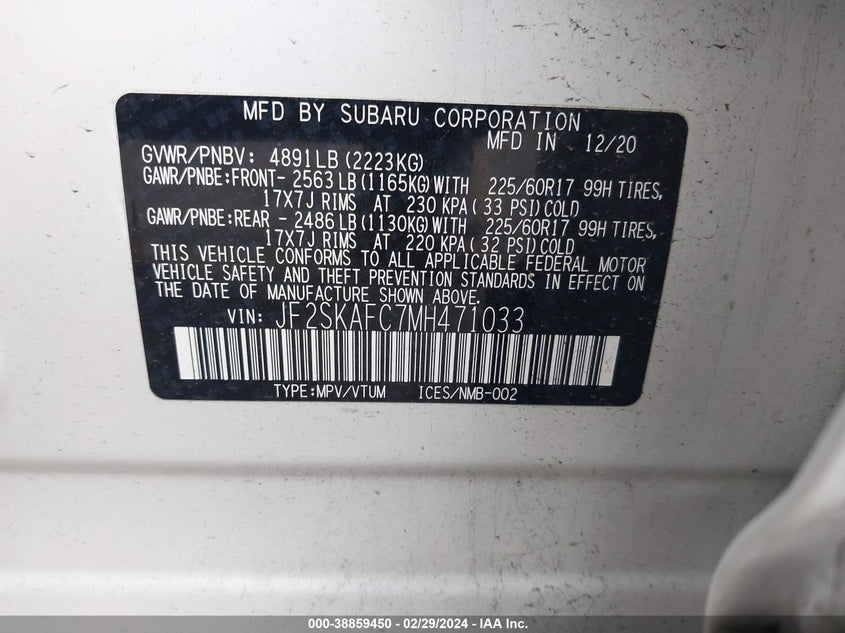 MFD BY SUBARU CORPORATION
MFD IN 12/20
GVWR/PNBV: 4891LB (2223KG)
GAWR/PNBE:FRONT- 2563LB (1165KG) WITH 225/60R17 99H TIRES,
17X7J RIMS AT 230 KPA( 33 PSI) COLD
GAWR/PNBE:REAR - 2486LB (1130KG) WITH 225/60R17 99H TIRES,
17X7J RIMS AT 220 KPA( 32 PSI) COLD
THIS VEHICLE CONFORMS TO ALL APPLICABLE FEDERAL MOTOR
VEHICLE SAFETY AND THEFT PREVENTION STANDARDS IN EFFECT ON
THE DATE OF MANUFACTURE SHOWN ABOVE.
VIN: JF2SKAFC7MH471033
TYPE:MPV/VTUM ICES/NMB-002
000-38859450 - 02/29/2024 - IAA Inc.